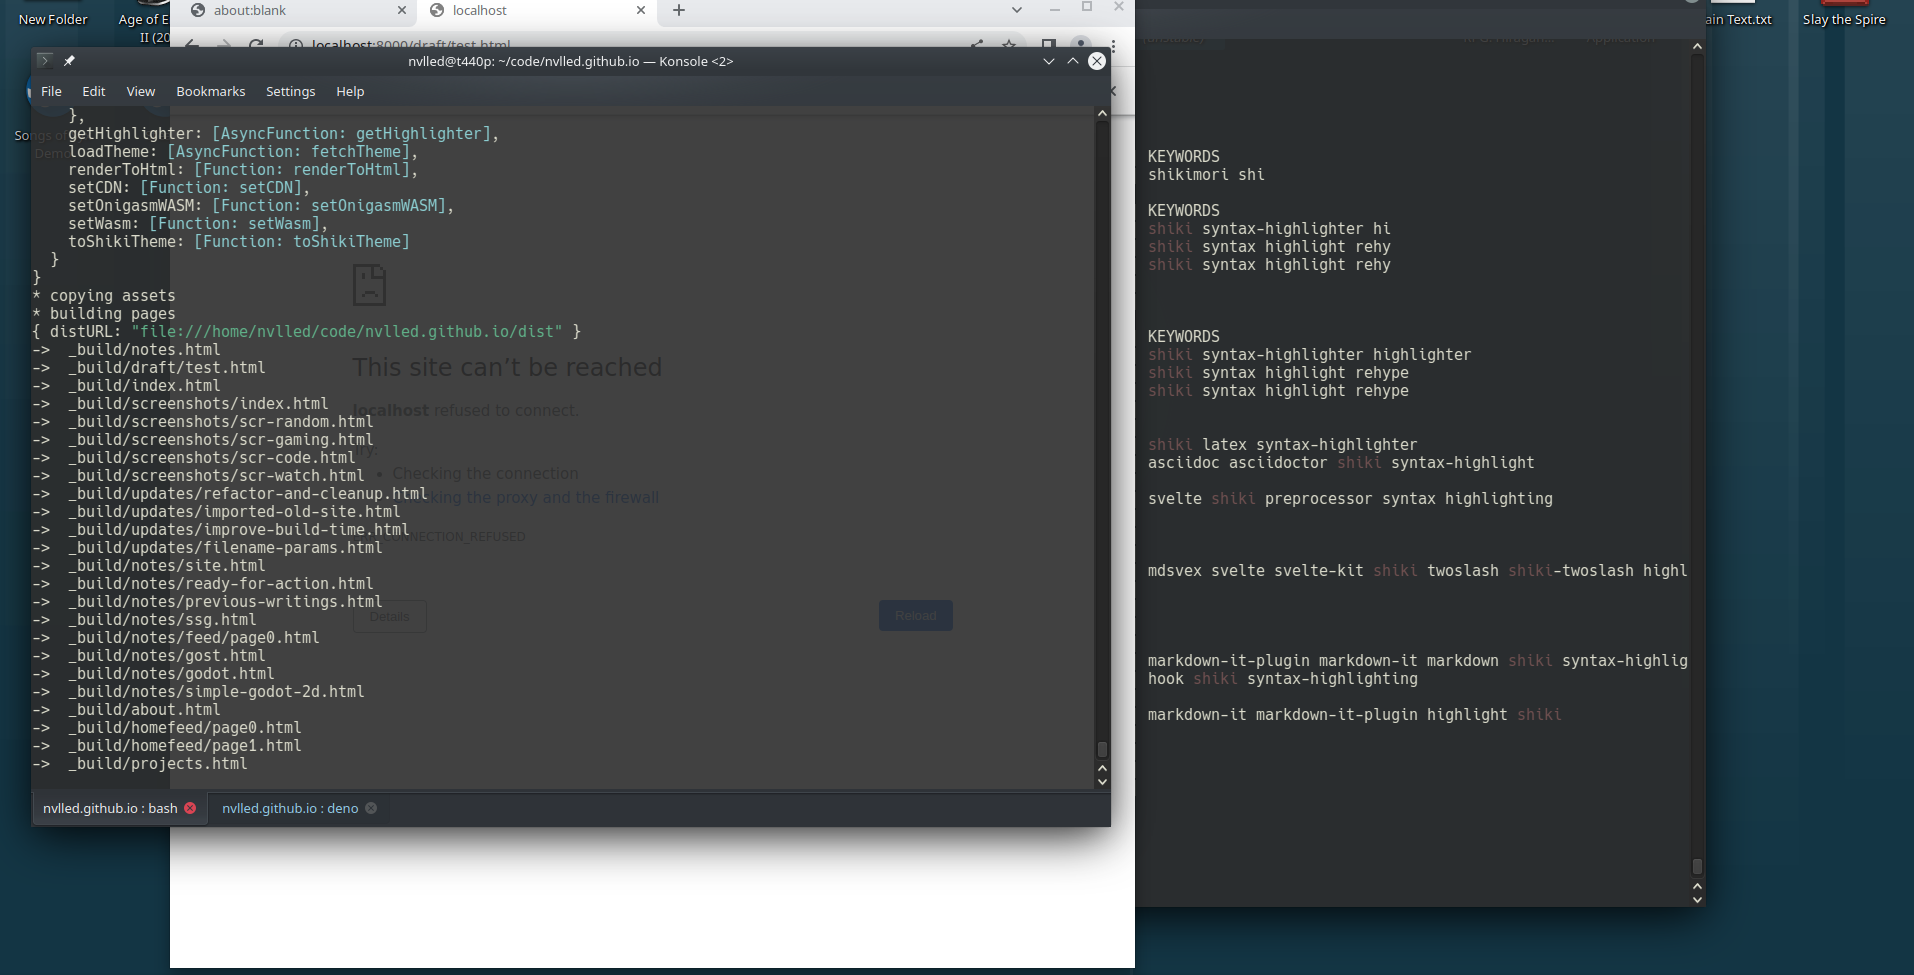 New Folder
Age of E
II (20
about:blank
localhost
localhost:8000/draft/test.html
ain Text.txt
Slay the Spire
nvlled@t440p: ~/code/nvlled.github.io — Konsole <2>
File Edit View Bookmarks Settings Help
Songs of
Demo
},
getHighlighter: [AsyncFunction: getHighlighter],
loadTheme: [AsyncFunction: fetchTheme],
renderToHtml: [Function: renderToHtml],
setCDN: [Function: setCDN],
setOnigasmWASM: [Function: setOnigasmWASM],
setWasm: [Function: setWasm],
toShikiTheme: [Function: toShikiTheme]
}
}
* copying assets
* building pages
{ distURL: "file:///home/nvlled/code/nvlled.github.io/dist" }
-> _build/notes.html
-> _build/draft/test.html
-> _build/index.html
-> _build/screenshots/index.html
-> _build/screenshots/scr-random.html
-> _build/screenshots/scr-gaming.html
-> _build/screenshots/scr-code.html
-> _build/screenshots/scr-watch.html
-> _build/updates/refactor-and-cleanup.html
-> _build/updates/imported-old-site.html
-> _build/updates/improve-build-time.html
-> _build/updates/filename-params.html
-> _build/notes/site.html
-> _build/notes/ready-for-action.html
-> _build/notes/previous-writings.html
-> _build/notes/ssg.html
-> _build/notes/feed/page0.html
-> _build/notes/gost.html
-> _build/notes/godot.html
-> _build/notes/simple-godot-2d.html
-> _build/about.html
-> _build/homefeed/page0.html
-> _build/homefeed/page1.html
-> _build/projects.html
nvlled.github.io : bash
nvlled.github.io : deno
This site can’t be reached
localhost refused to connect.
Try:
• Checking the connection
Checking the proxy and the firewall
CONNECTION_REFUSED
Details
Reload
KEYWORDS
shikimori shi
KEYWORDS
shiki syntax-highlighter hi
shiki syntax highlight rehy
shiki syntax highlight rehy
KEYWORDS
shiki syntax-highlighter highlighter
shiki syntax highlight rehype
shiki syntax highlight rehype
shiki latex syntax-highlighter
asciidoc asciidoctor shiki syntax-highlight
svelte shiki preprocessor syntax highlighting
mdsvex svelte svelte-kit shiki twoslash shiki-twoslash highl
markdown-it-plugin markdown-it markdown shiki syntax-highlig
hook shiki syntax-highlighting
markdown-it markdown-it-plugin highlight shiki